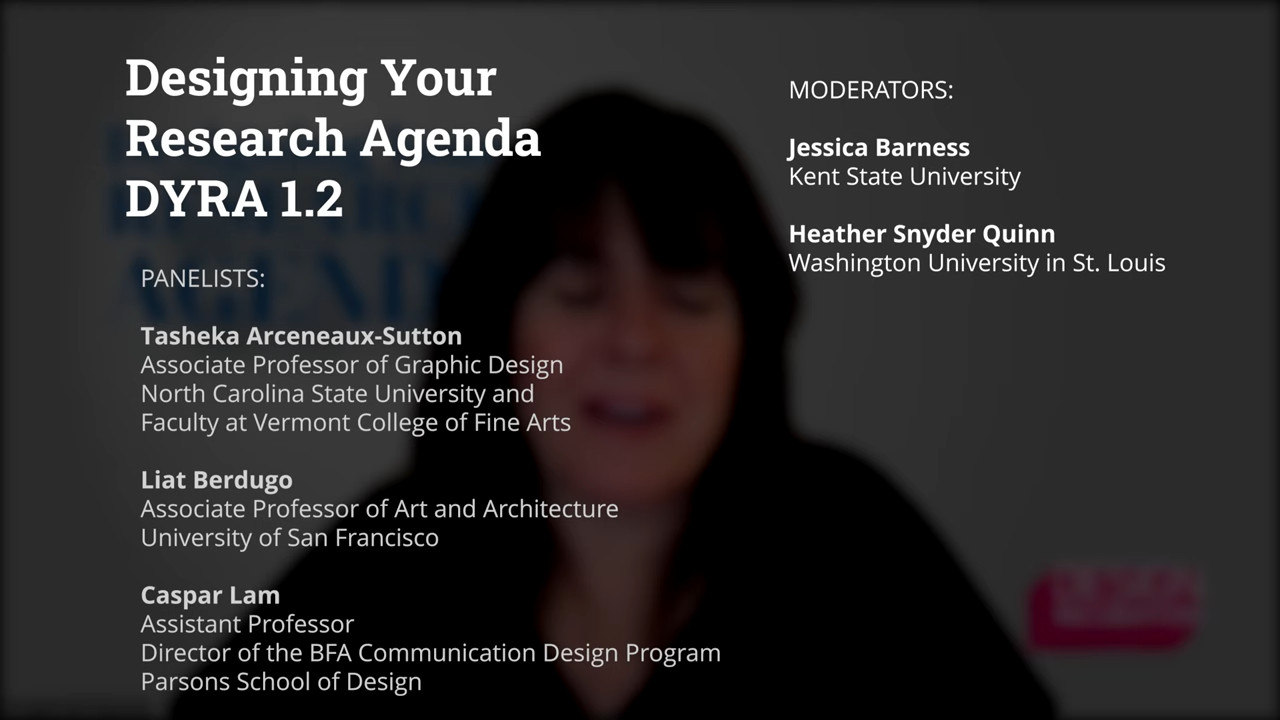 Designing Your
Research Agenda
DYRA 1.2
PANELISTS:
Tasheka Arceneaux-Sutton
Associate Professor of Graphic Design
North Carolina State University and
Faculty at Vermont College of Fine Arts
Liat Berdugo
Associate Professor of Art and Architecture
University of San Francisco
Caspar Lam
Assistant Professor
Director of the BFA Communication Design Program
Parsons School of Design
MODERATORS:
Jessica Barness
Kent State University
Heather Snyder Quinn
Washington University in St. Louis